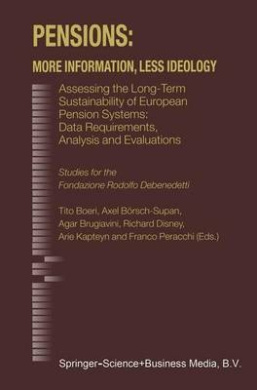 PENSIONS:
MORE INFORMATION, LESS IDEOLOGY
Assessing the Long-Term
Sustainability of European
Pension Systems:
Data Requirements,
Analysis and Evaluations
Studies for the
Fondazione Rodolfo Debenedetti
Tito Boeri, Axel Börsch-Supan,
Agar Brugiavini, Richard Disney,
Arie Kapteyn and Franco Peracchi (Eds.)
Springer-Science+Business Media, B.V.